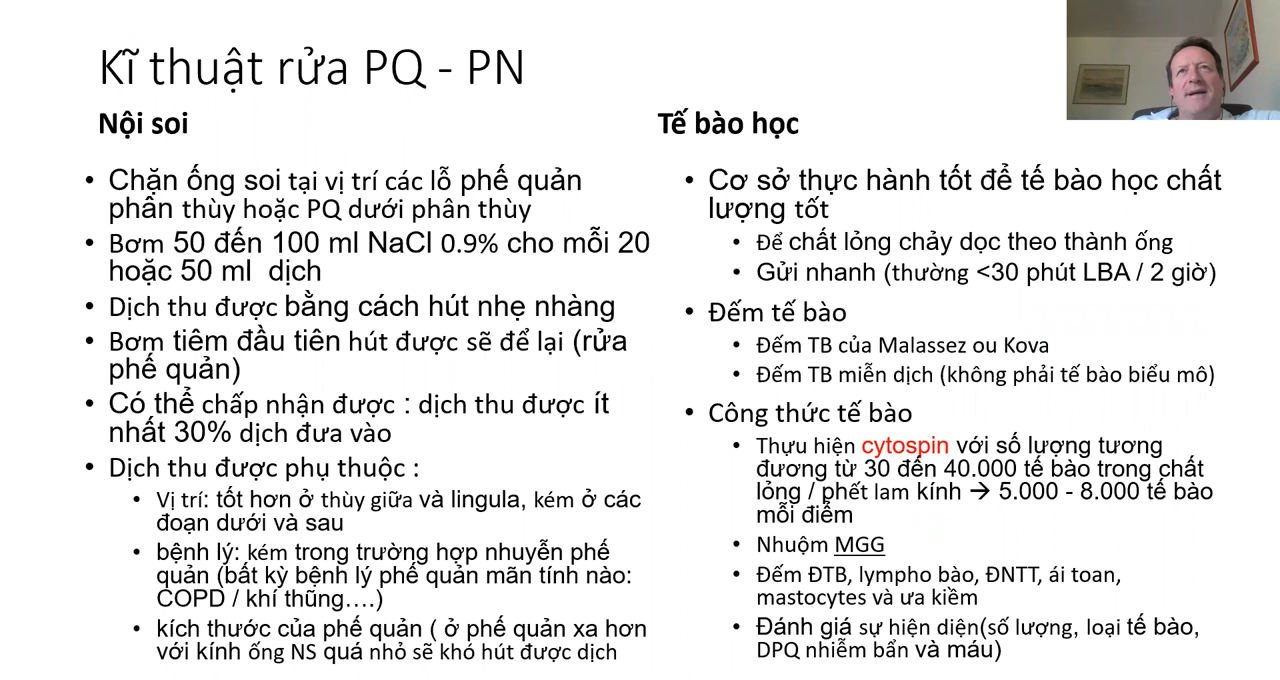 Kĩ thuật rửa PQ - PN
Nội soi
• Chặn ống soi tại vị trí các lỗ phế quản
phân thùy hoặc PQ dưới phân thùy
• Bơm 50 đến 100 ml NaCl 0.9% cho mỗi 20
hoặc 50 ml dịch
• Dịch thu được bằng cách hút nhẹ nhàng
• Bơm tiêm đầu tiên hút được sẽ để lại (rửa
phế quản)
• Có thể chấp nhận được : dịch thu được ít
nhất 30% dịch đưa vào
• Dịch thu được phụ thuộc :
• Vị trí: tốt hơn ở thùy giữa và lingula, kém ở các
đoạn dưới và sau
• bệnh lý: kém trong trường hợp nhuyễn phế
quản (bất kỳ bệnh lý phế quản mãn tính nào:
COPD / khí thũng….)
• kích thước của phế quản ( ở phế quản xa hơn
với kính ống NS quá nhỏ sẽ khó hút được dịch
Tế bào học
• Cơ sở thực hành tốt để tế bào học chất
lượng tốt
• Để chất lỏng chảy dọc theo thành ống
• Gửi nhanh (thường <30 phút LBA / 2 giờ)
• Đếm tế bào
• Đếm TB của Malassez ou Kova
• Đếm TB miễn dịch (không phải tế bào biểu mô)
• Công thức tế bào
• Thựu hiện cytospin với số lượng tương
đương từ 30 đến 40.000 tế bào trong chất
lỏng / phết lam kính → 5.000 - 8.000 tế bào
mỗi điểm
• Nhuộm MGG
• Đếm ĐTB, lympho bào, ĐNTT, ái toan,
mastocytes và ưa kiềm
• Đánh giá sự hiện diện(số lượng, loại tế bào,
DPQ nhiễm bẩn và máu)